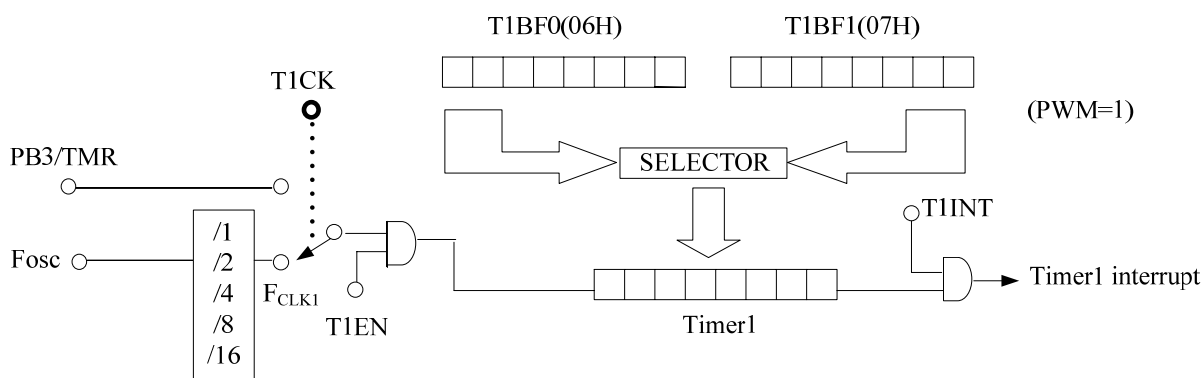 T1BF0(06H)
T1BF1(07H)
T1CK
(PWM=1)
PB3/TMR
SELECTOR
T1INT
/1
Fosc
/2
/4
/8
/16
FCLK1
T1EN
Timer1
Timer1 interrupt